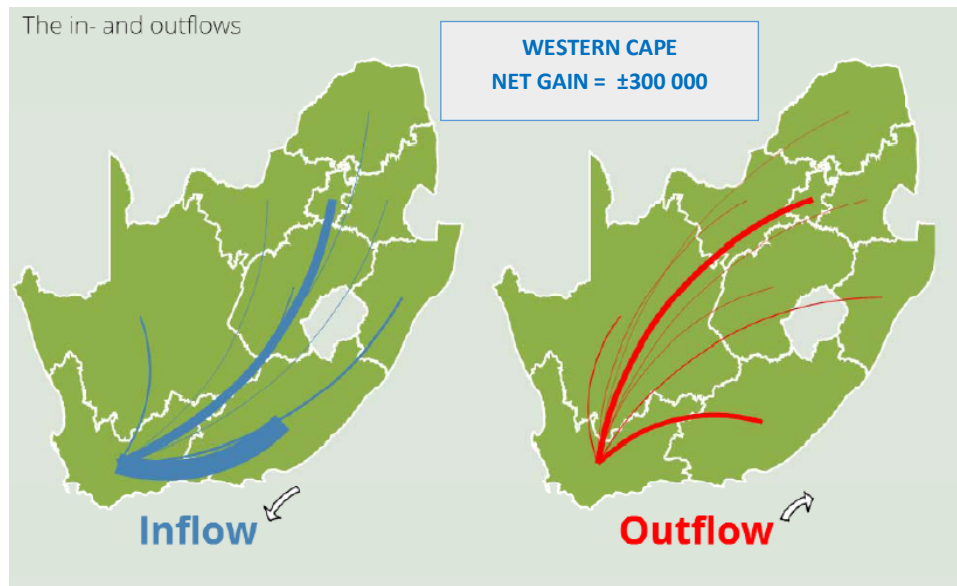 The in- and outflows
WESTERN CAPE
NET GAIN = ±300 000
Inflow
Outflow